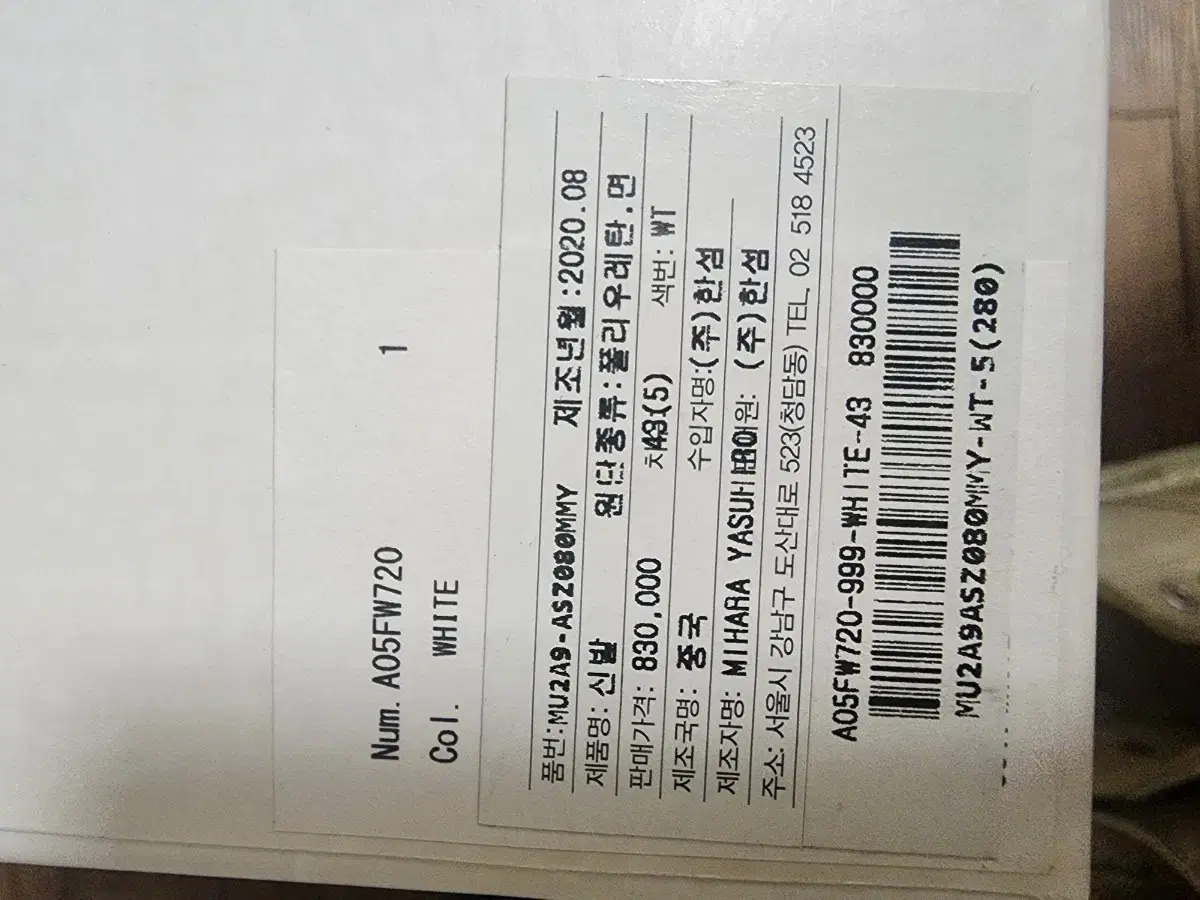 Num. A05FW720 1
Col. WHITE
품번:MU2A9-ASZ080MMY 제조년월:2020.08
제품명: 신발 원단종류:폴리우레탄.면
판매가격: 830,000 43(5) 색번: WT
제조국명: 중국 수입자명:(주)한섬
제조자명: MIHARA YASUHIRO 원: (주)한섬
주소: 서울시 강남구 도산대로 523(청담동) TEL. 02 518 4523
A05FW720-999-WHITE-43 830000
MU2A9ASZ080MMY-WT-5(280)